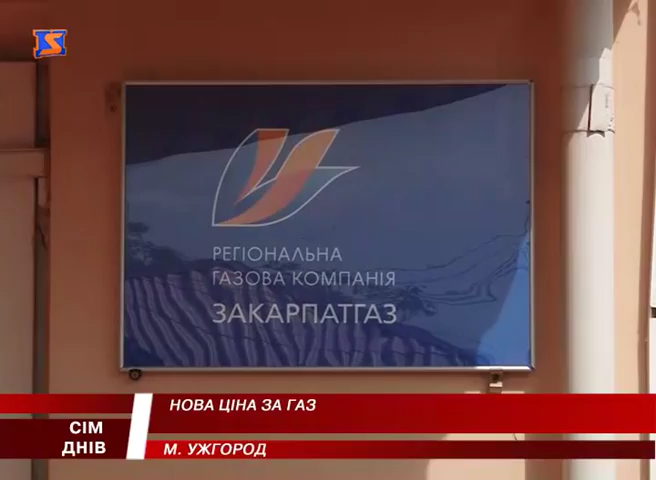 РЕГІОНАЛЬНА
ГАЗОВА КОМПАНІЯ
ЗАКАРПАТГАЗ
НОВА ЦІНА ЗА ГАЗ
СІМ
ДНІВ
М. УЖГОРОД